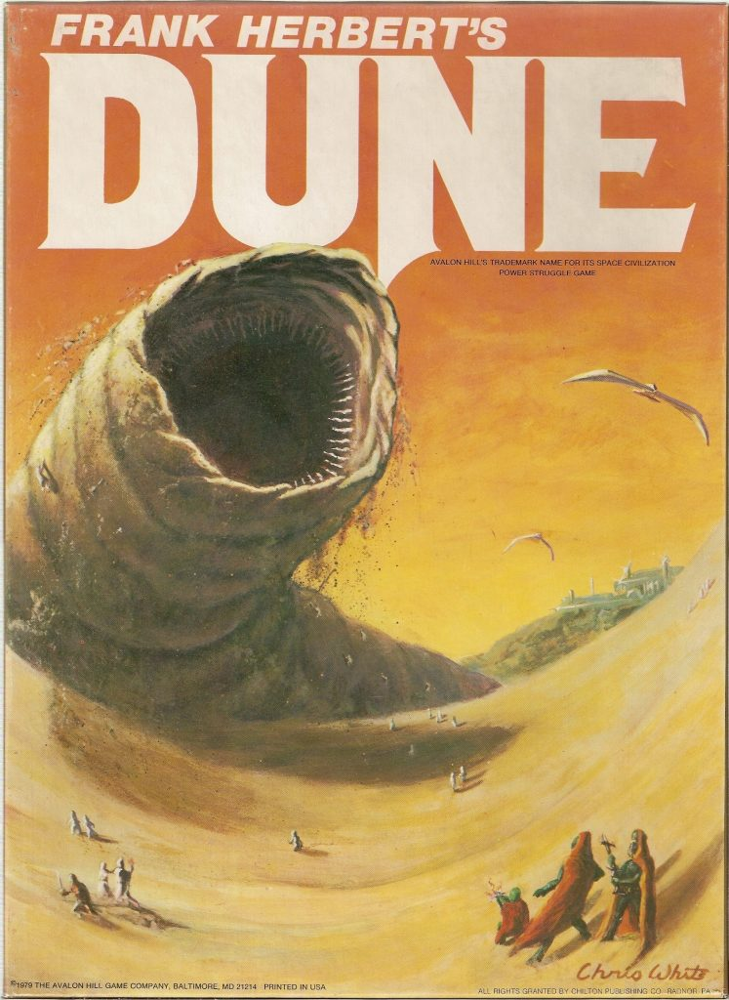 FRANK HERBERT'S
DUNE
AVALON HILL'S TRADEMARK NAME FOR ITS SPACE CIVILIZATION
POWER STRUGGLE GAME
Chris White
©1979 THE AVALON HILL GAME COMPANY, BALTIMORE, MD 21214 PRINTED IN USA
ALL RIGHTS GRANTED BY CHILTON PUBLISHING CO. RADNOR, PA